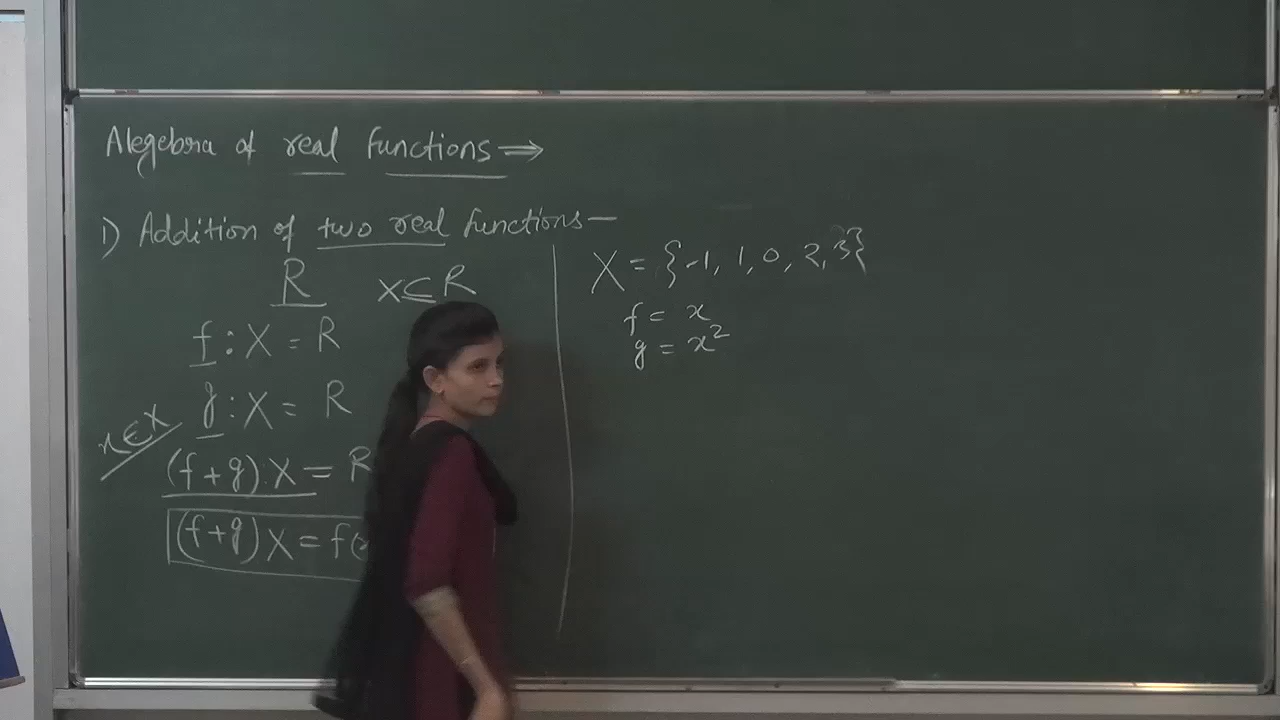 Alegebra of real functions ⇒
1) Addition of two real functions —
R X ⊆ R
f : X = R
g : X = R
x ∈ X
(f + g) : X = R
(f + g) X = f(
X = {-1, 1, 0, 2, 3}
f = x
g = x²